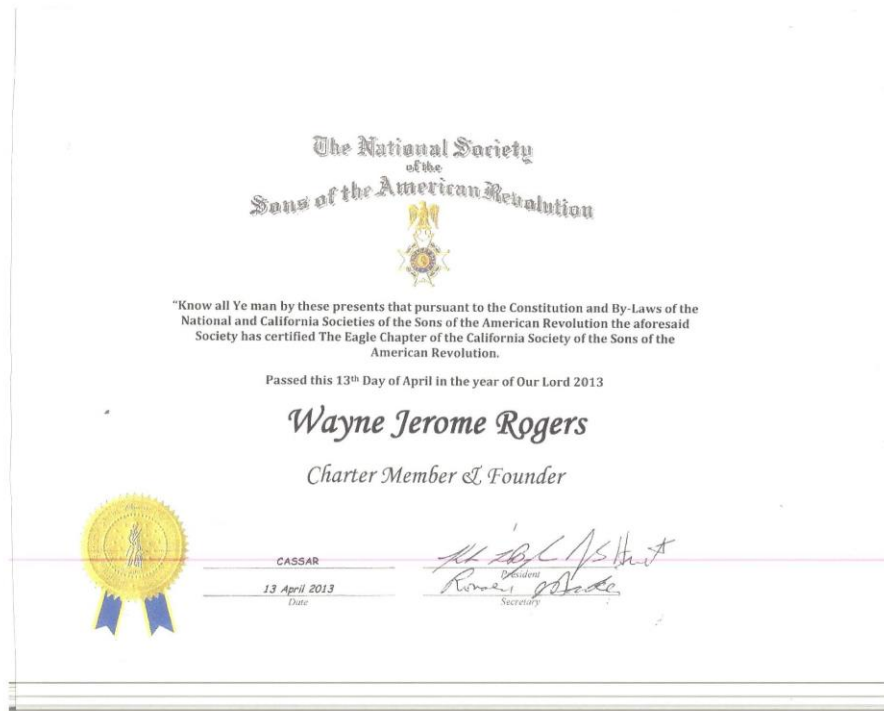 The National Society
of the
Sons of the American Revolution
"Know all Ye man by these presents that pursuant to the Constitution and By-Laws of the
National and California Societies of the Sons of the American Revolution the aforesaid
Society has certified The Eagle Chapter of the California Society of the Sons of the
American Revolution.
Passed this 13th Day of April in the year of Our Lord 2013
Wayne Jerome Rogers
Charter Member & Founder
CASSAR
President
13 April 2013
Date
Secretary